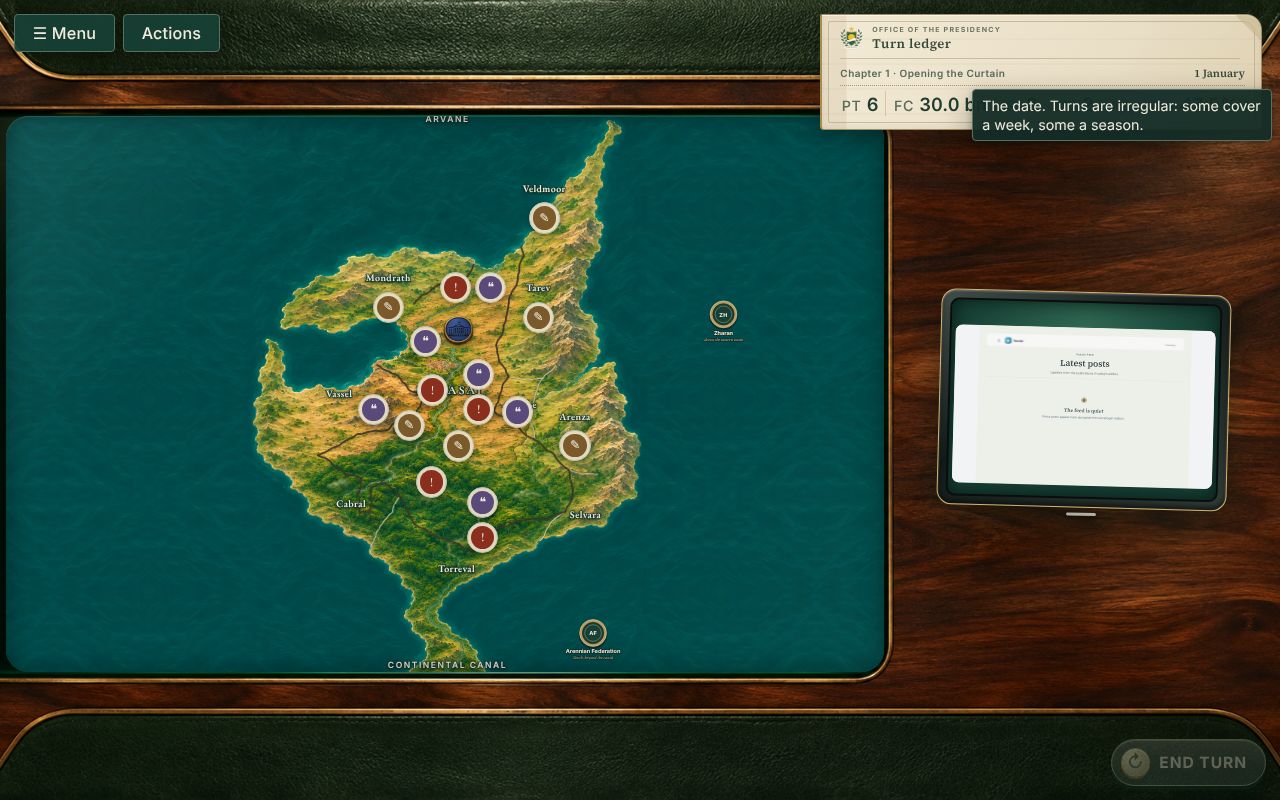 ☰ Menu
Actions
OFFICE OF THE PRESIDENCY
Turn ledger
Chapter 1 · Opening the Curtain
1 January
PT 6
FC 30.0 b
The date. Turns are irregular: some cover
a week, some a season.
ARVANE
Veldmoor
Mondrath
Tarev
ZH
Zharan
Vassel
ASA
Arenza
Cabral
Selvara
Torreval
AF
Arennian Federation
CONTINENTAL CANAL
Latest posts
The feed is quiet
END TURN